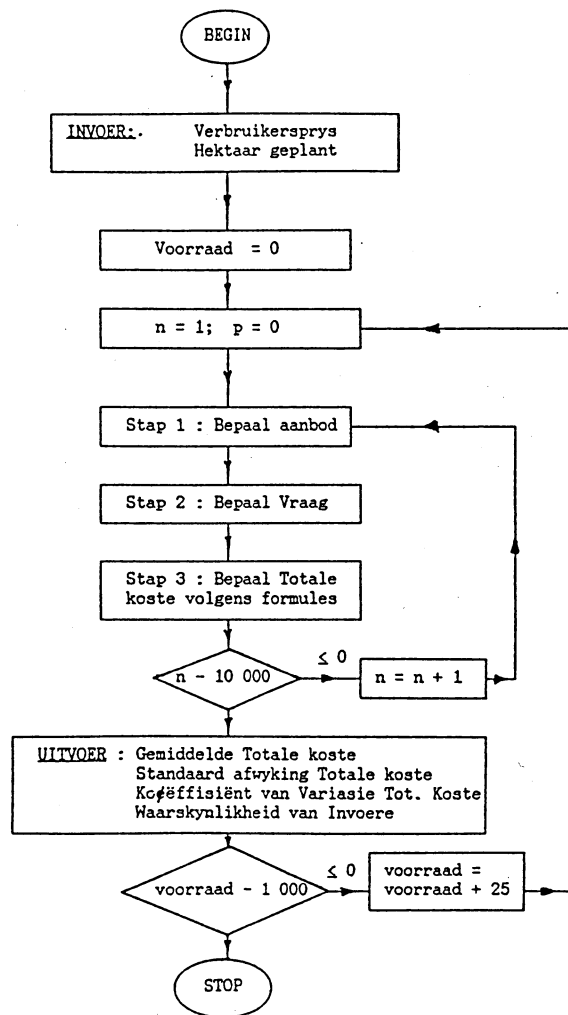 BEGIN
INVOER:. Verbruikersprys
Hektaar geplant
Voorraad = 0
n = 1; p = 0
Stap 1 : Bepaal aanbod
Stap 2 : Bepaal Vraag
Stap 3 : Bepaal Totale
koste volgens formules
n - 10 000
≤ 0
n = n + 1
UITVOER : Gemiddelde Totale koste
Standaard afwyking Totale koste
Koëffisiënt van Variasie Tot. Koste
Waarskynlikheid van Invoere
voorraad - 1 000
≤ 0
voorraad =
voorraad + 25
STOP